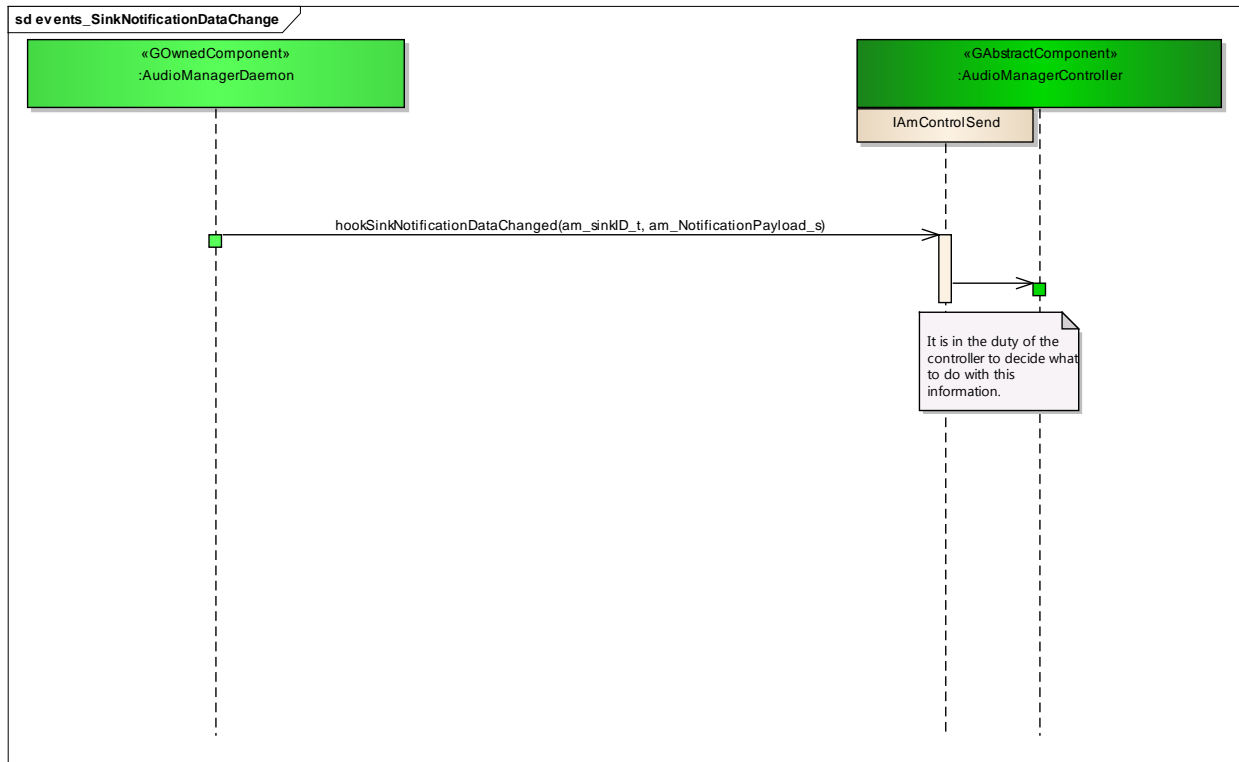 sd events_SinkNotificationDataChange
«GOwnedComponent»
:AudioManagerDaemon
«GAbstractComponent»
:AudioManagerController
IAmControlSend
hookSinkNotificationDataChanged(am_sinkID_t, am_NotificationPayload_s)
It is in the duty of the
controller to decide what
to do with this
information.